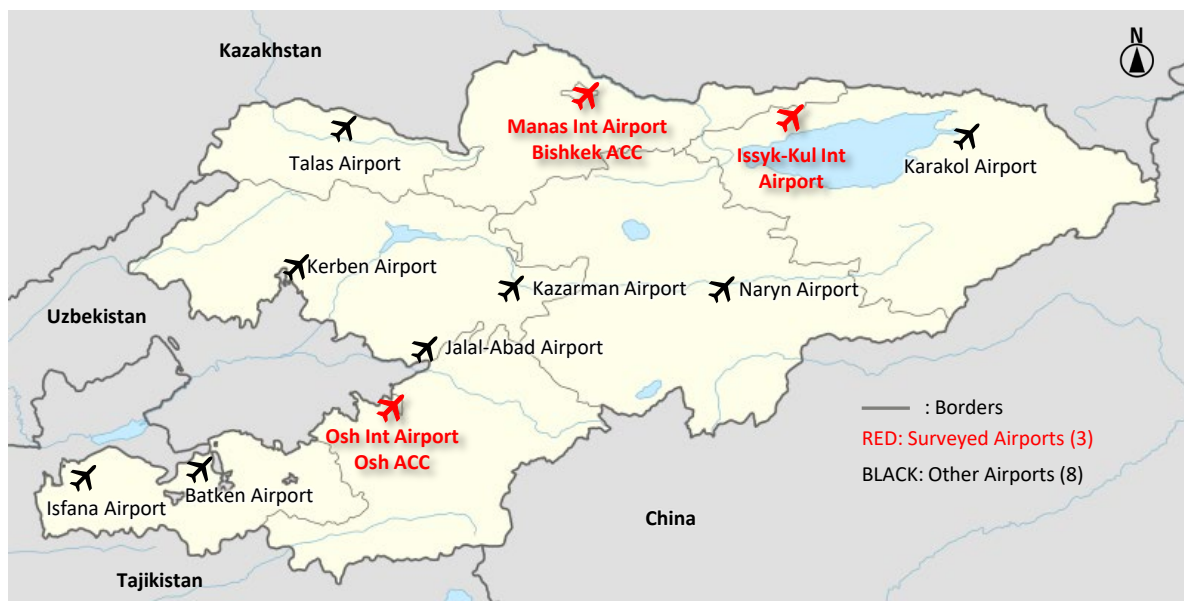 Kazakhstan
N
Manas Int Airport
Bishkek ACC
Talas Airport
Issyk-Kul Int
Airport
Karakol Airport
Kerben Airport
Kazarman Airport
Naryn Airport
Uzbekistan
Jalal-Abad Airport
Osh Int Airport
Osh ACC
Batken Airport
Isfana Airport
China
Tajikistan
: Borders
RED: Surveyed Airports (3)
BLACK: Other Airports (8)